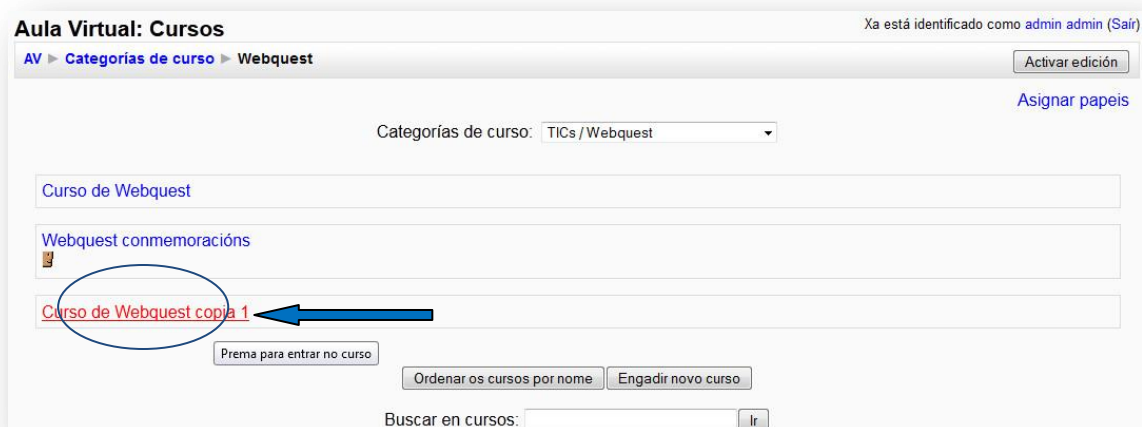 Aula Virtual: Cursos
Xa está identificado como admin admin (Saír)
AV ► Categorías de curso ► Webquest
Activar edición
Asignar papeis
Categorías de curso: TICs / Webquest
Curso de Webquest
Webquest conmemoracións
Curso de Webquest copia 1
Prema para entrar no curso
Ordenar os cursos por nome Engadir novo curso
Buscar en cursos: Ir